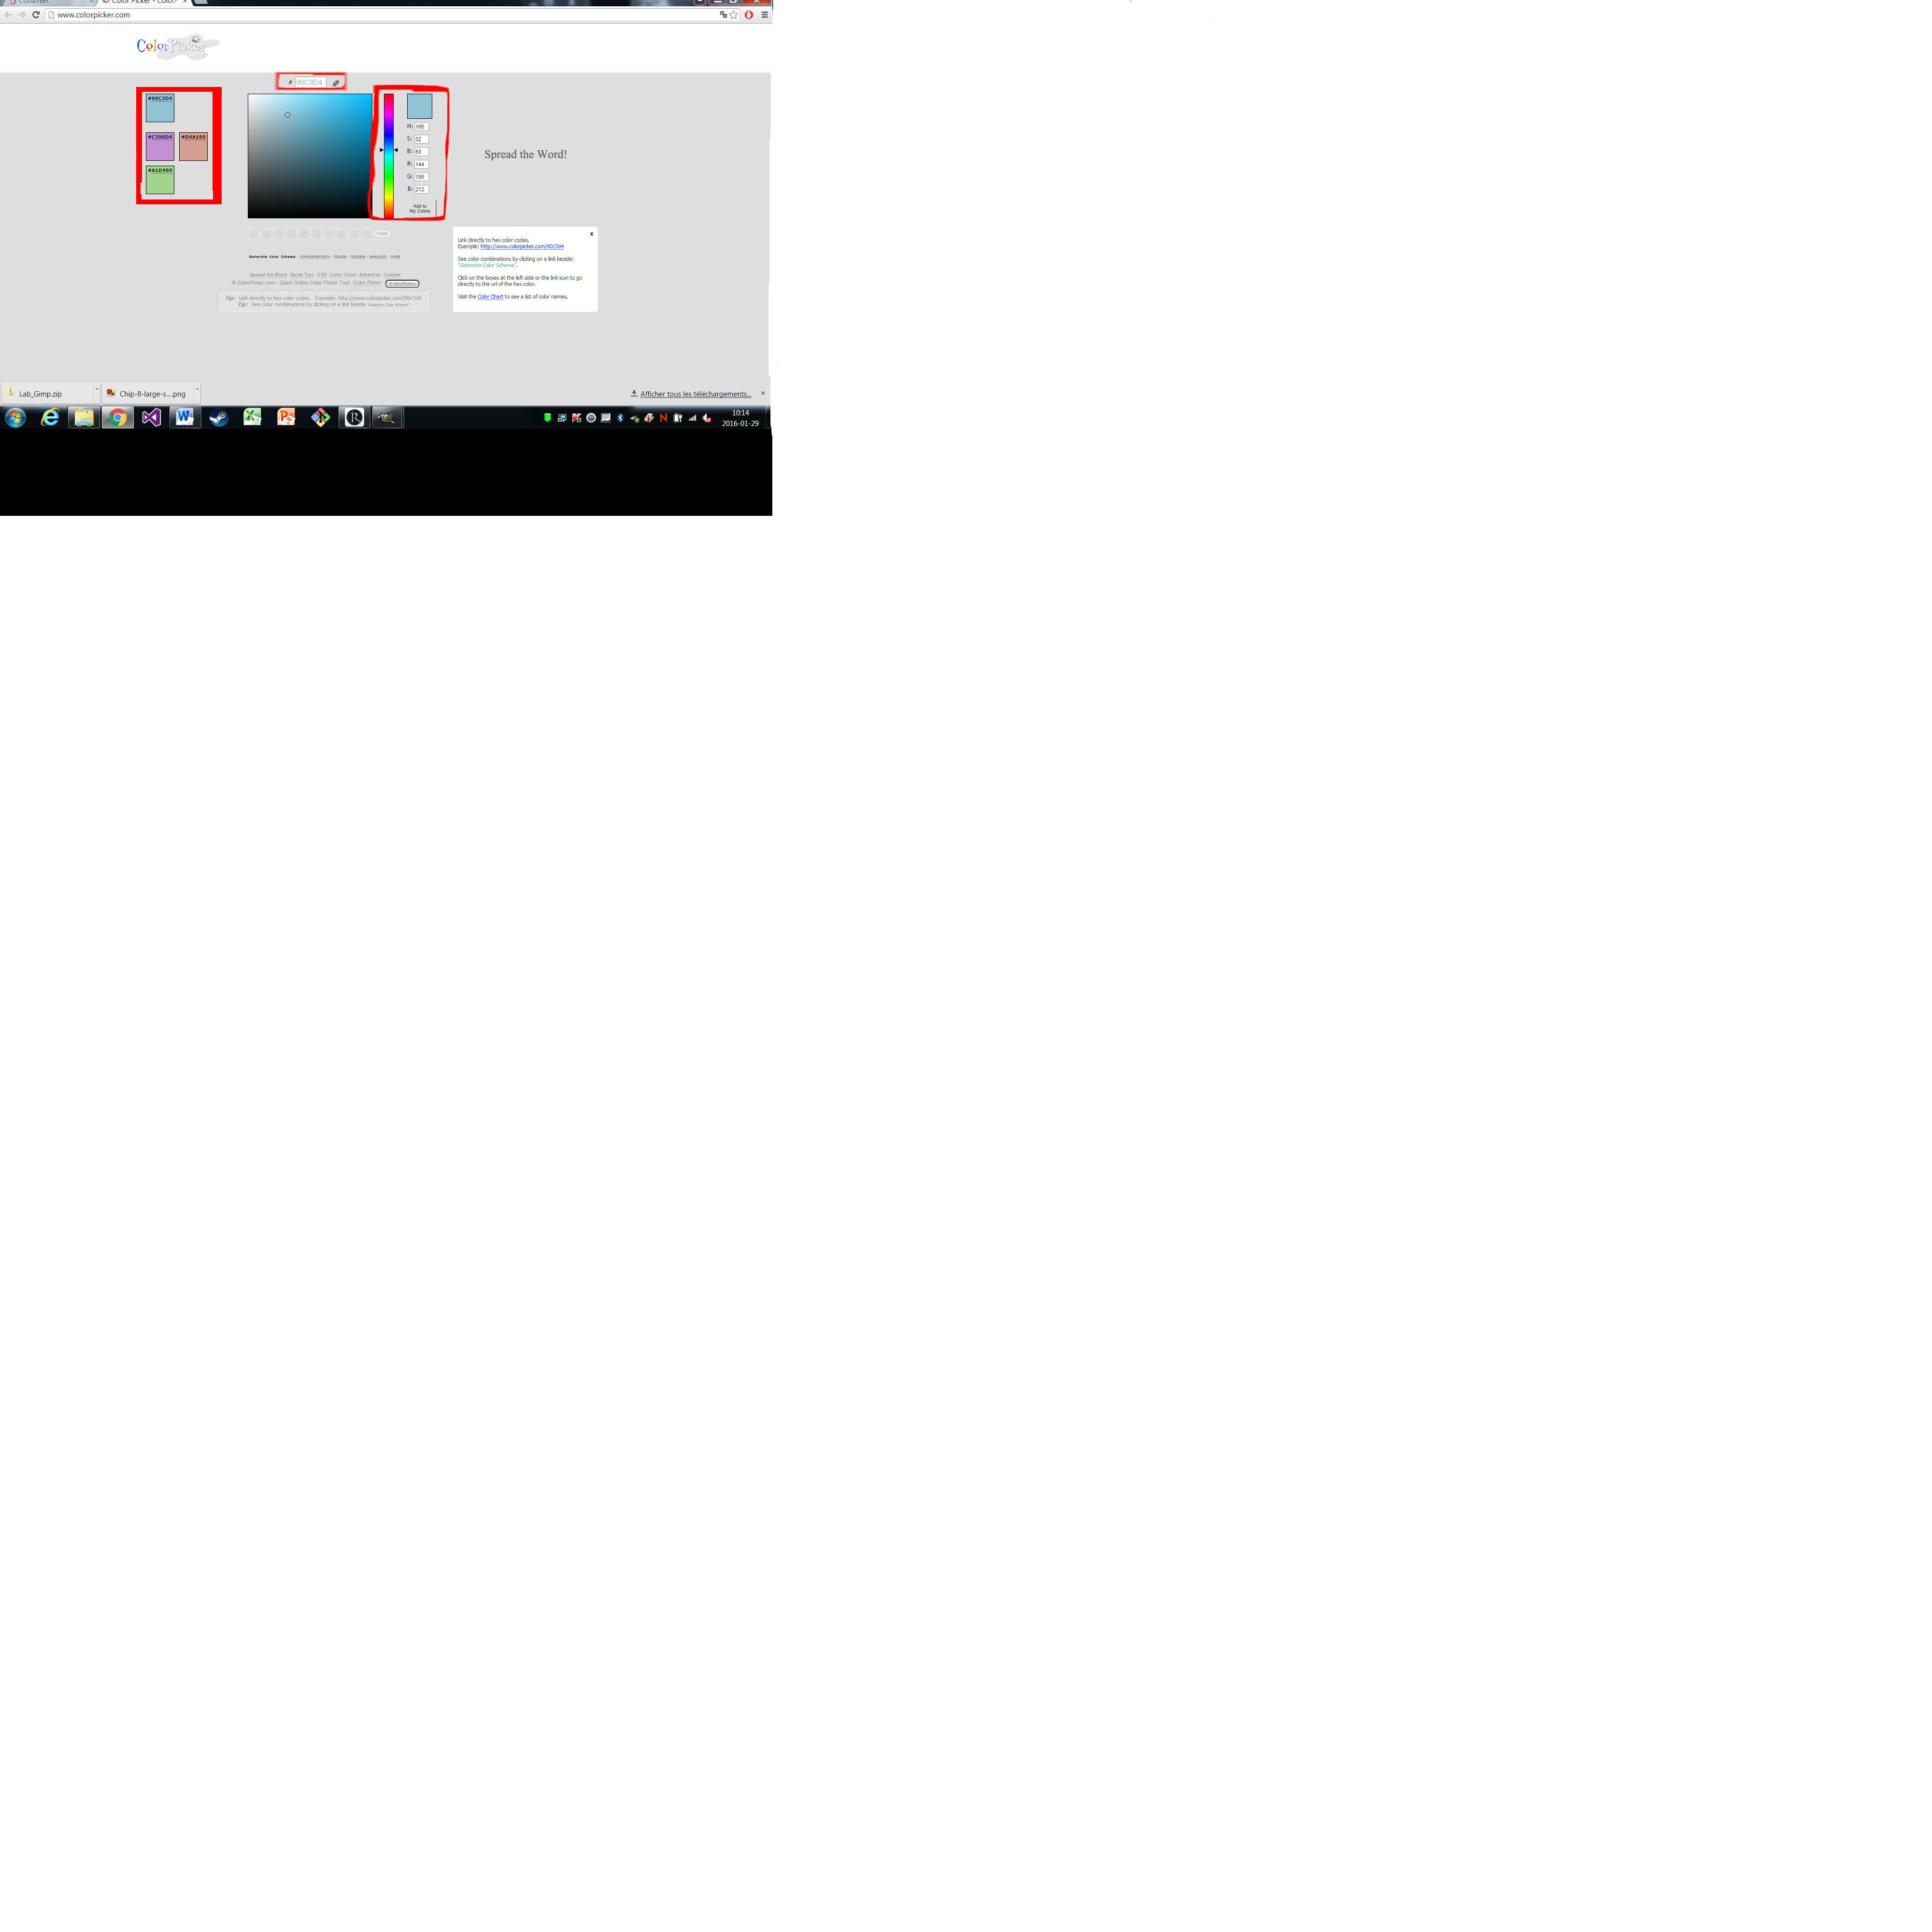 Coba.Net
Color Picker - Color P
www.colorpicker.com
ColorPicker
# 90C3D4
#90C3D4
#C390D4 #D4A190
#A1D490
H: 195
S: 32
B: 83
R: 144
G: 195
B: 212
Add to
My Colors
Spread the Word!
Link directly to hex color codes.
Example: http://www.colorpicker.com/90c3d4
See color combinations by clicking on a link beside:
"Generate Color Scheme".
Click on the boxes at the left side or the link icon to go
directly to the url of the hex color.
Visit the Color Chart to see a list of color names.
Generate Color Scheme: COMPLEMENTARY - TRIADE - TETRADE - ANALOGIC - HOME
Spread the Word · Quick Tips · CSS · Color Chart · Advertise · Contact
© ColorPicker.com - Quick Online Color Picker Tool Color Picker ColorPicker
Tip: Link directly to hex color codes. Example: http://www.colorpicker.com/90c3d4
Tip: See color combinations by clicking on a link beside "Generate Color Scheme"
Lab_Gimp.zip
Chip-8-large-s....png
Afficher tous les téléchargements...
10:14
2016-01-29